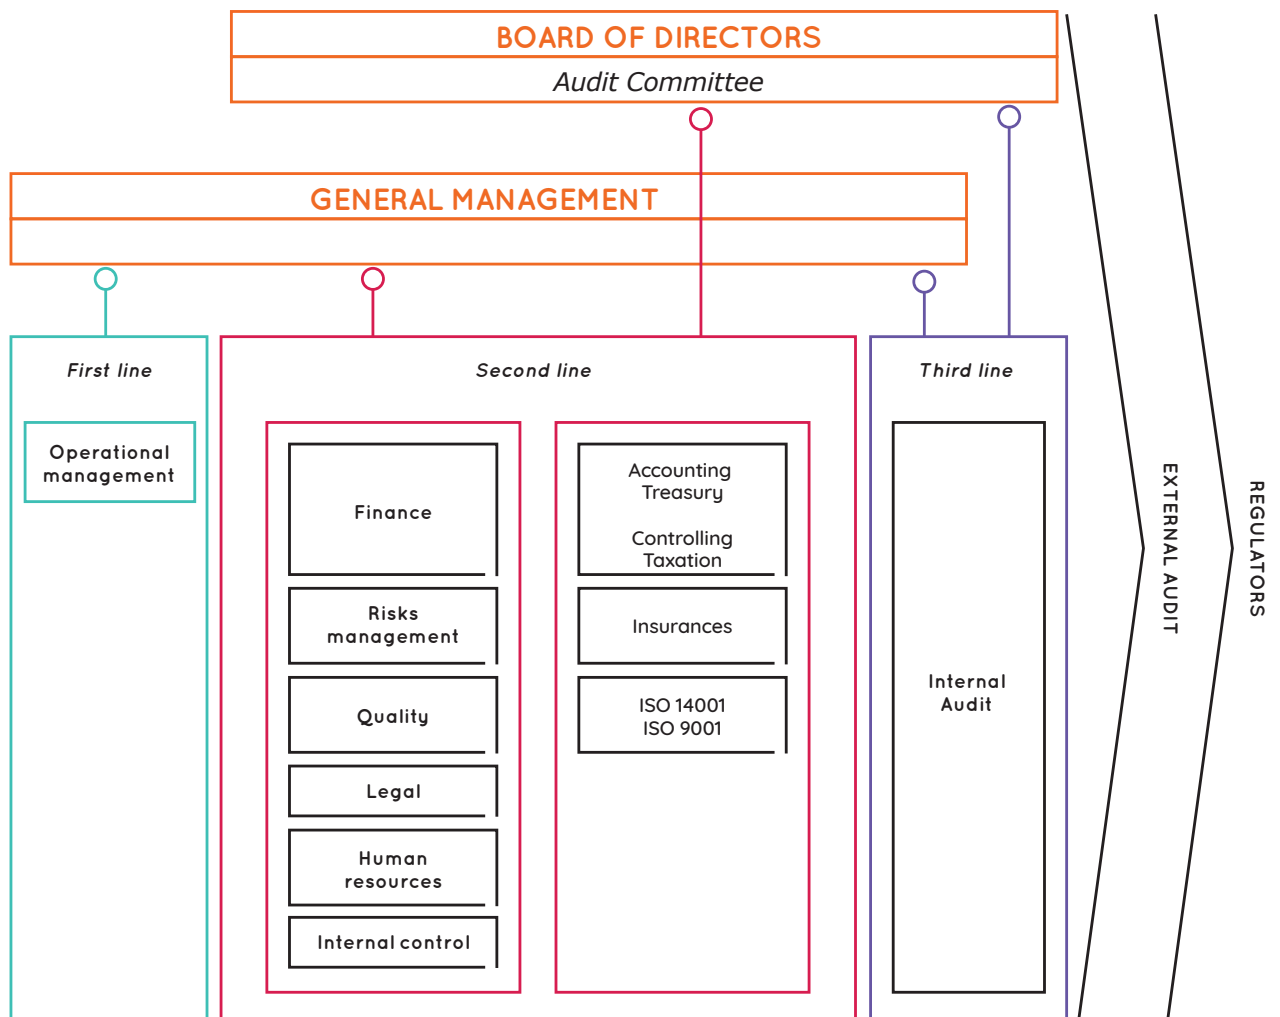 BOARD OF DIRECTORS
Audit Committee
GENERAL MANAGEMENT
First line
Operational
management
Second line
Finance
Risks
management
Quality
Legal
Human
resources
Internal control
Accounting
Treasury
Controlling
Taxation
Insurances
ISO 14001
ISO 9001
Third line
Internal
Audit
EXTERNAL AUDIT
REGULATORS